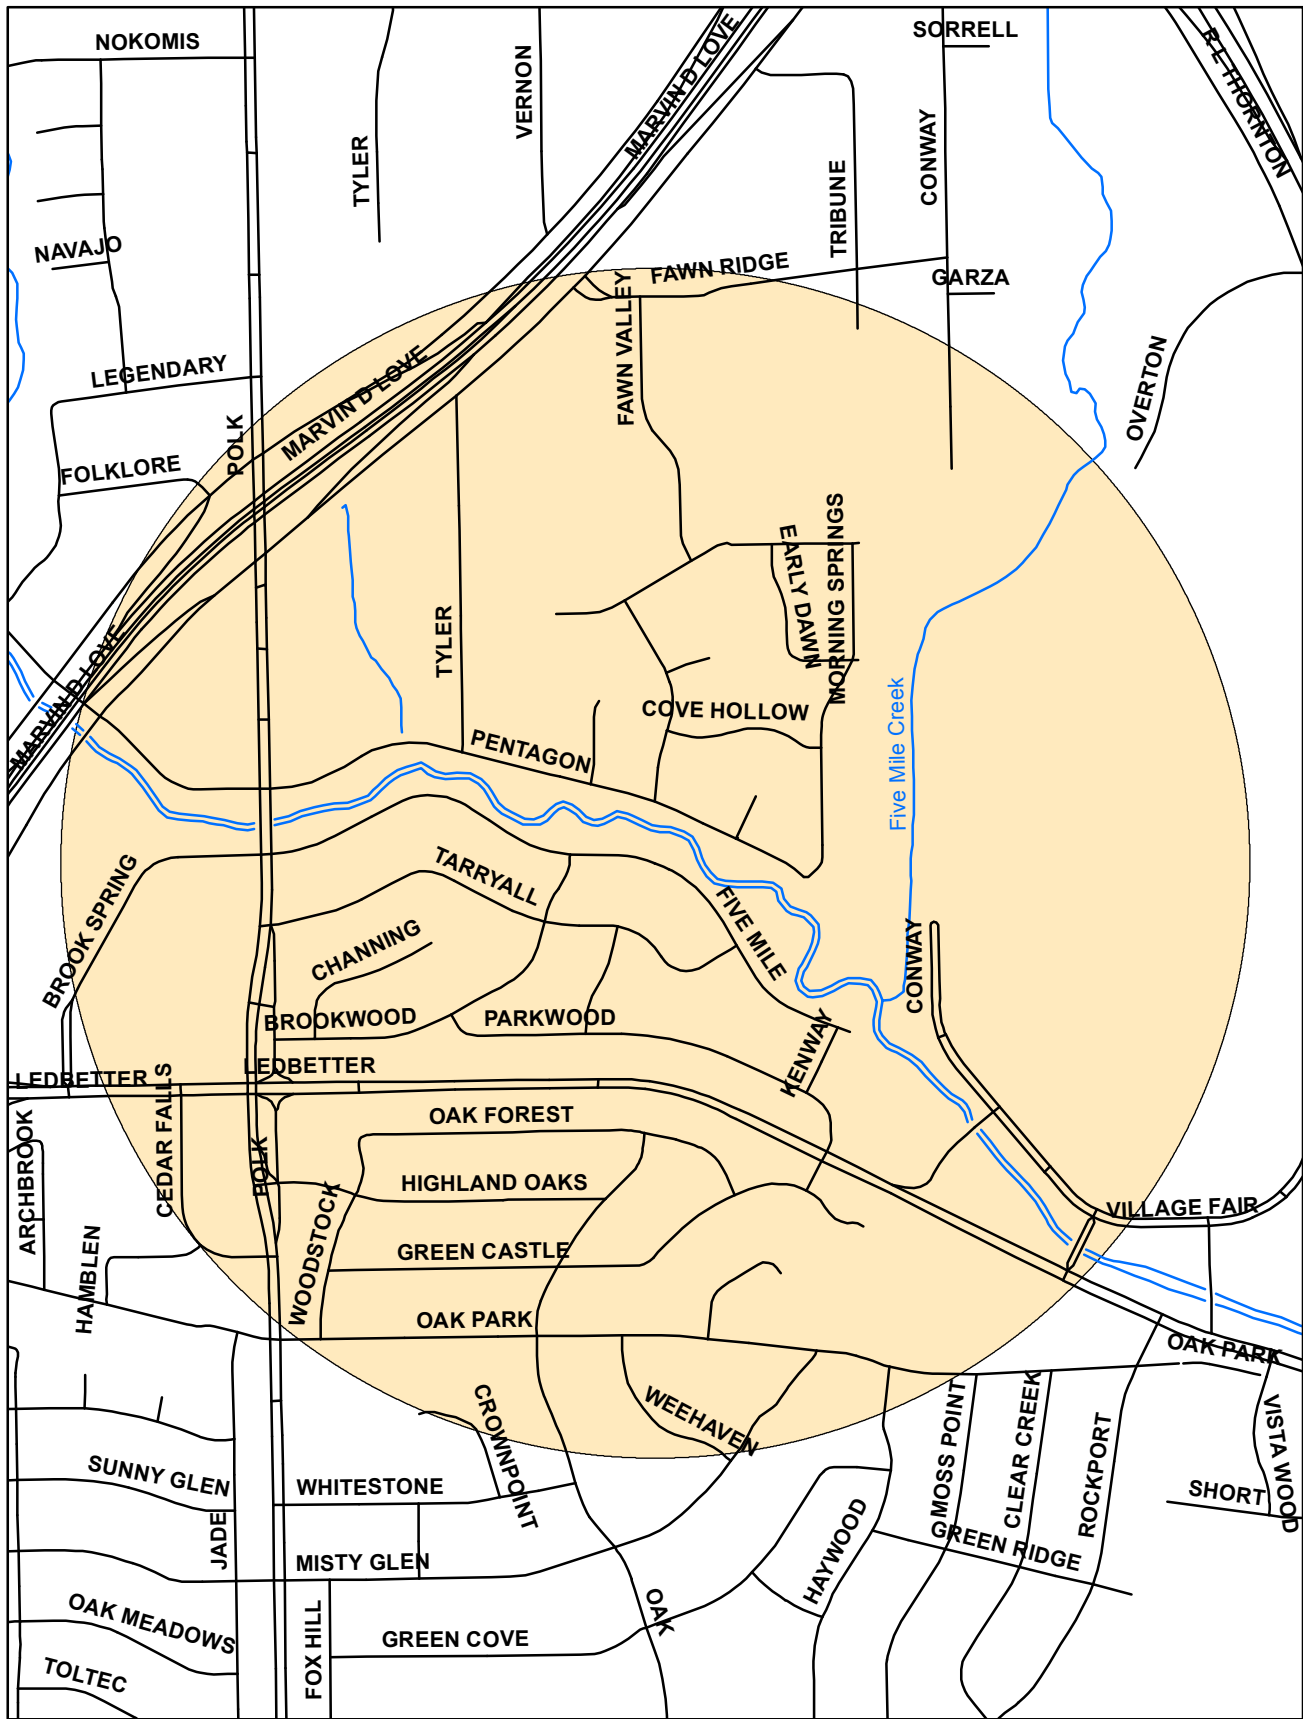 NOKOMIS
SORRELL
MARVIN D LOVE
R L THORNTON
VERNON
TYLER
CONWAY
TRIBUNE
NAVAJO
FAWN RIDGE
GARZA
FAWN VALLEY
LEGENDARY
MARVIN D LOVE
OVERTON
POLK
FOLKLORE
EARLY DAWN
MORNING SPRINGS
TYLER
MARVIN D LOVE
COVE HOLLOW
PENTAGON
Five Mile Creek
TARRYALL
BROOK SPRING
FIVE MILE
CHANNING
CONWAY
BROOKWOOD
PARKWOOD
KENWAY
LEDBETTER
LEDBETTER
CEDAR FALLS
OAK FOREST
ARCHBROOK
POLK
HIGHLAND OAKS
VILLAGE FAIR
WOODSTOCK
HAMBLEN
GREEN CASTLE
OAK PARK
OAK PARK
WEEHAVEN
CROWNPOINT
MOSS POINT
CLEAR CREEK
ROCKPORT
VISTA WOOD
SUNNY GLEN
WHITESTONE
SHORT
JADE
GREEN RIDGE
MISTY GLEN
HAYWOOD
OAK
OAK MEADOWS
FOX HILL
GREEN COVE
TOLTEC